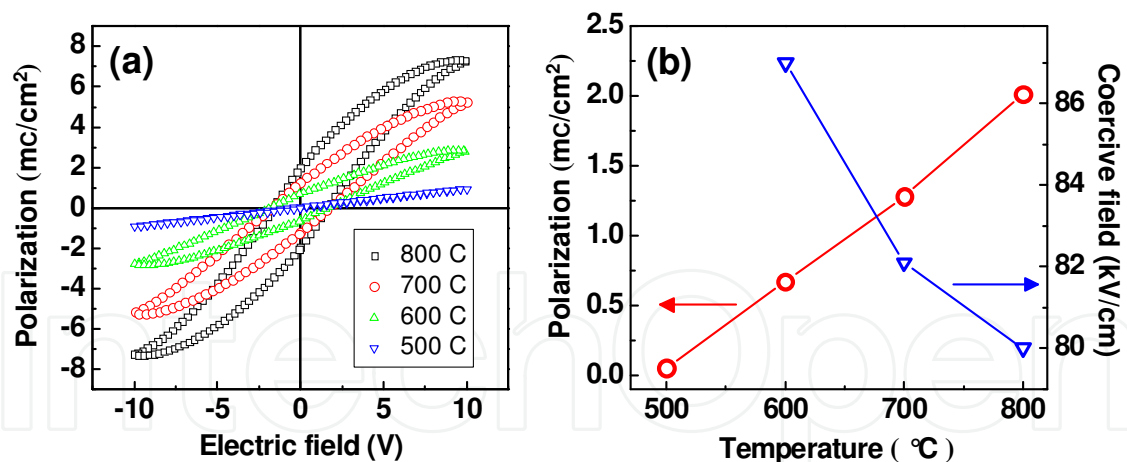 (a)
Polarization (mc/cm²)
8
6
4
2
0
-2
-4
-6
-8
800 C
700 C
600 C
500 C
-10
-5
0
5
10
Electric field (V)
(b)
Polarization (mc/cm²)
2.5
2.0
1.5
1.0
0.5
0.0
86
84
82
80
Coercive field (kV/cm)
500
600
700
800
Temperature ( °C)
IntechOpen